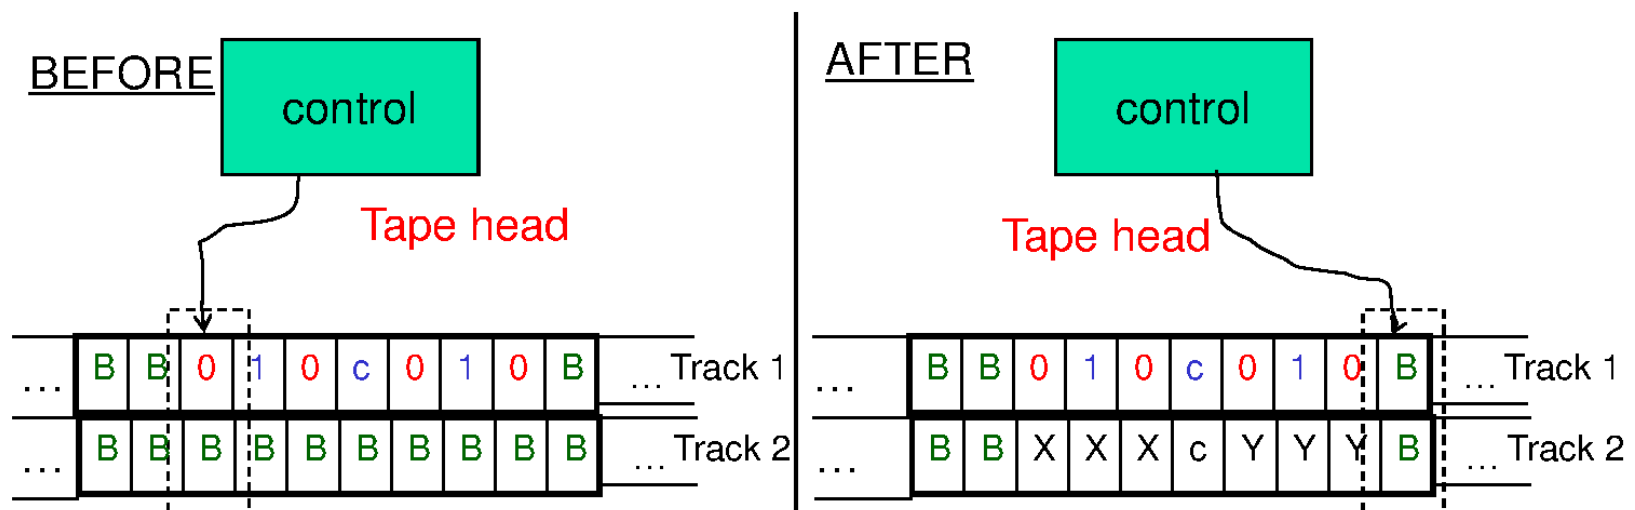 BEFORE
control
Tape head
... B B 0 1 0 c 0 1 0 B ... Track 1
... B B B B B B B B B B ... Track 2
AFTER
control
Tape head
... B B 0 1 0 c 0 1 0 B ... Track 1
... B B X X X c Y Y Y B ... Track 2